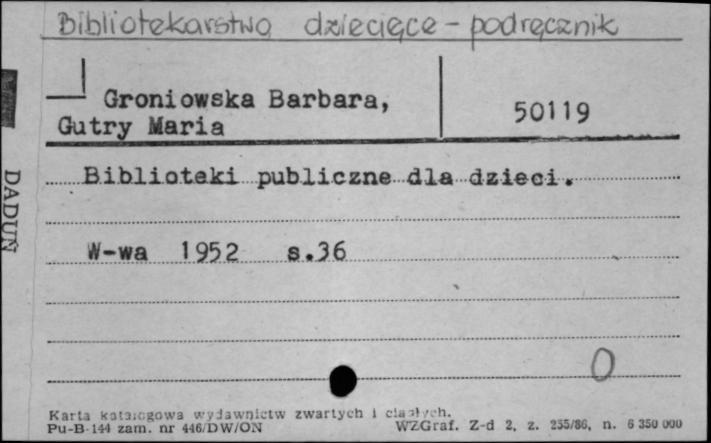 Bibliotekarstwo dziecięce - podręcznik
Groniowska Barbara,
Gutry Maria
50119
Biblioteki publiczne dla dzieci.
W-wa 1952 s.36
O
DADUŃ
Karta katalogowa wydawnictw zwartych i ciągłych.
Pu-B-144 zam. nr 446/DW/ON
WZGraf. Z-d 2, z. 255/86, n. 6 350 000